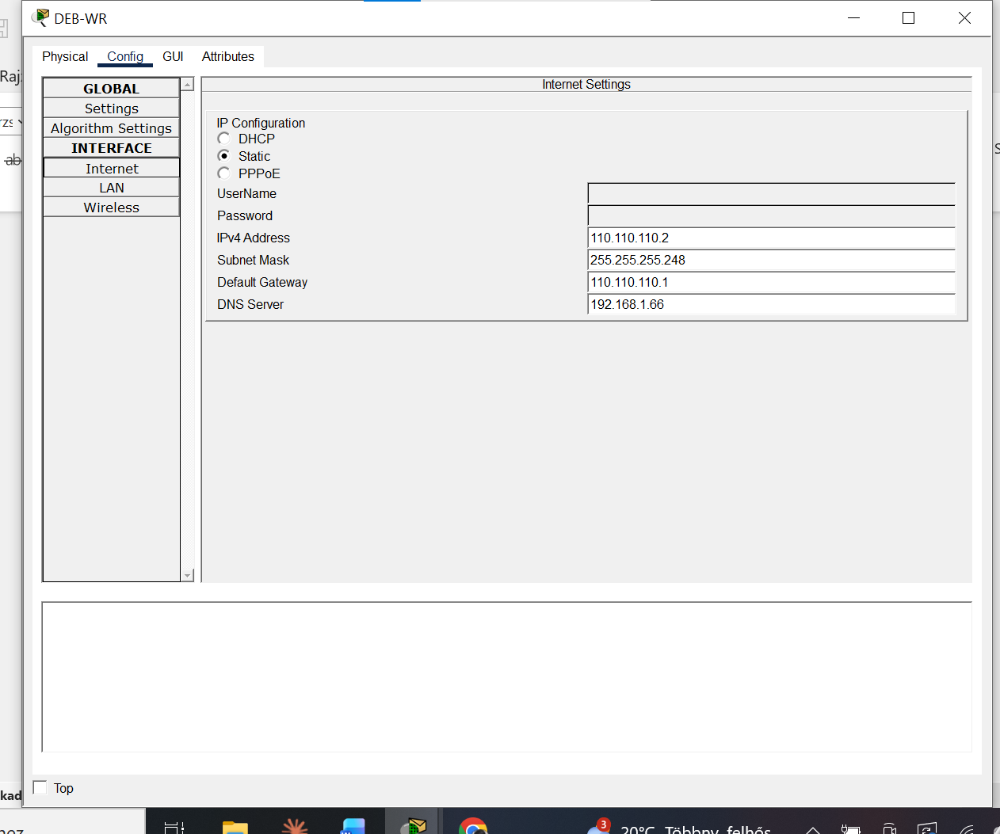 DEB-WR
Physical Config GUI Attributes
GLOBAL
Settings
Algorithm Settings
INTERFACE
Internet
LAN
Wireless
Internet Settings
IP Configuration
DHCP
Static
PPPoE
UserName
Password
IPv4 Address 110.110.110.2
Subnet Mask 255.255.255.248
Default Gateway 110.110.110.1
DNS Server 192.168.1.66
Top
Raj
ab
kad
3
20°C Többny. felhős